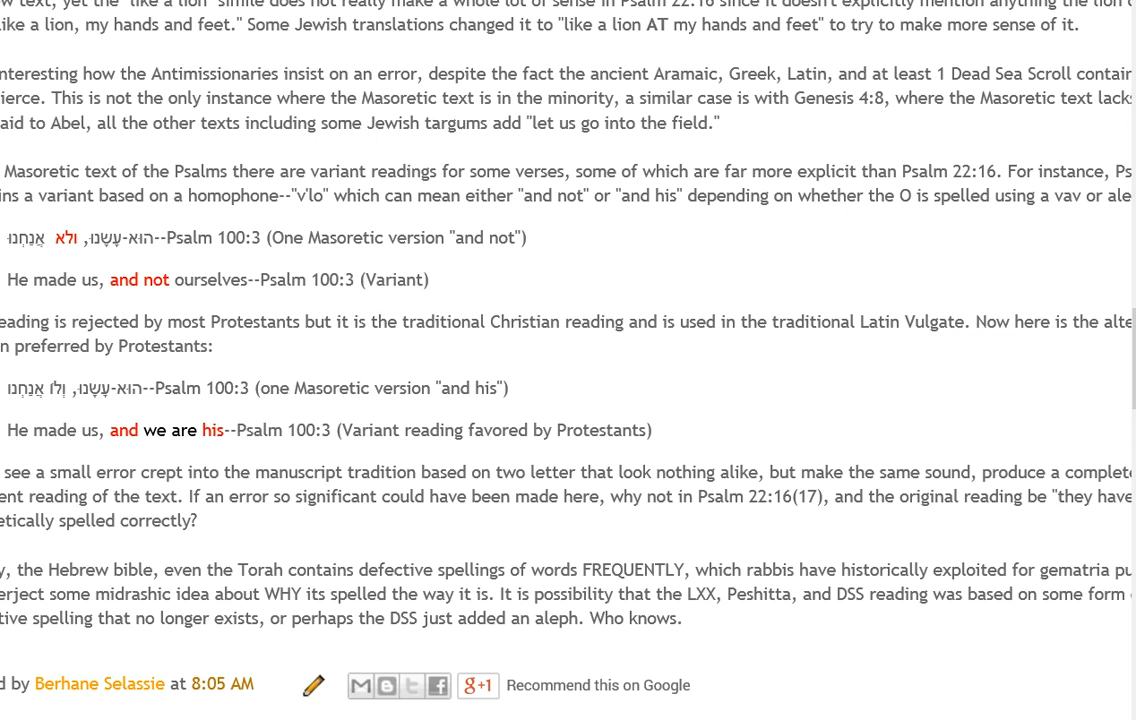 like a lion, my hands and feet." Some Jewish translations changed it to "like a lion AT my hands and feet" to try to make more sense of it.
nteresting how the Antimissionaries insist on an error, despite the fact the ancient Aramaic, Greek, Latin, and at least 1 Dead Sea Scroll contain
ierce. This is not the only instance where the Masoretic text is in the minority, a similar case is with Genesis 4:8, where the Masoretic text lacks
aid to Abel, all the other texts including some Jewish targums add "let us go into the field."
Masoretic text of the Psalms there are variant readings for some verses, some of which are far more explicit than Psalm 22:16. For instance, Ps
ins a variant based on a homophone--"v'lo" which can mean either "and not" or "and his" depending on whether the O is spelled using a vav or ale
הוּא-עָשָׂנוּ, ולא אֲנַחְנוּ--Psalm 100:3 (One Masoretic version "and not")
He made us, and not ourselves--Psalm 100:3 (Variant)
eading is rejected by most Protestants but it is the traditional Christian reading and is used in the traditional Latin Vulgate. Now here is the alte
n preferred by Protestants:
הוּא-עָשָׂנוּ, וְלוֹ אֲנַחְנוּ--Psalm 100:3 (one Masoretic version "and his")
He made us, and we are his--Psalm 100:3 (Variant reading favored by Protestants)
see a small error crept into the manuscript tradition based on two letter that look nothing alike, but make the same sound, produce a complete
ent reading of the text. If an error so significant could have been made here, why not in Psalm 22:16(17), and the original reading be "they have
etically spelled correctly?
y, the Hebrew bible, even the Torah contains defective spellings of words FREQUENTLY, which rabbis have historically exploited for gematria pu
erject some midrashic idea about WHY its spelled the way it is. It is possibility that the LXX, Peshitta, and DSS reading was based on some form
tive spelling that no longer exists, or perhaps the DSS just added an aleph. Who knows.
d by Berhane Selassie at 8:05 AM
g+1 Recommend this on Google